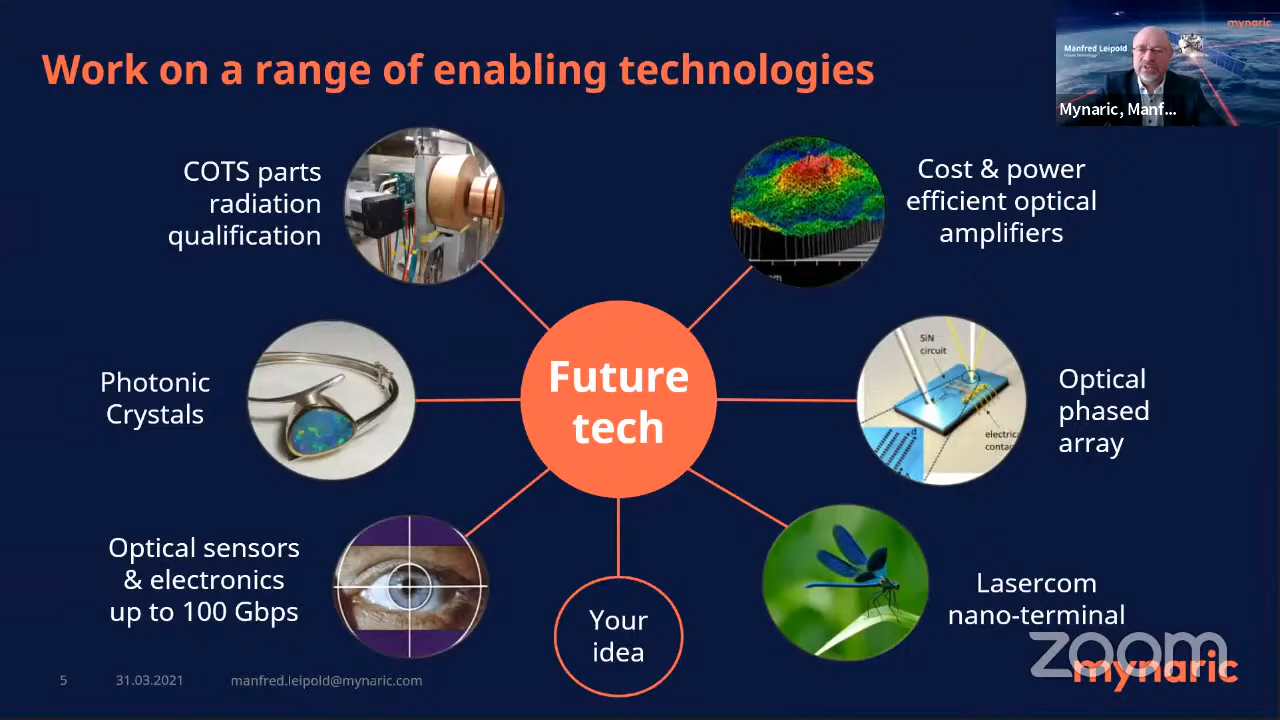 Work on a range of enabling technologies
mynaric
Manfred Leipold
Mynaric, Manf...
COTS parts
radiation
qualification
Cost & power
efficient optical
amplifiers
Photonic
Crystals
Future
tech
SiN
circuit
Optical
phased
array
Optical sensors
& electronics
up to 100 Gbps
Your
idea
Lasercom
nano-terminal
zoom
mynaric
5
31.03.2021
manfred.leipold@mynaric.com